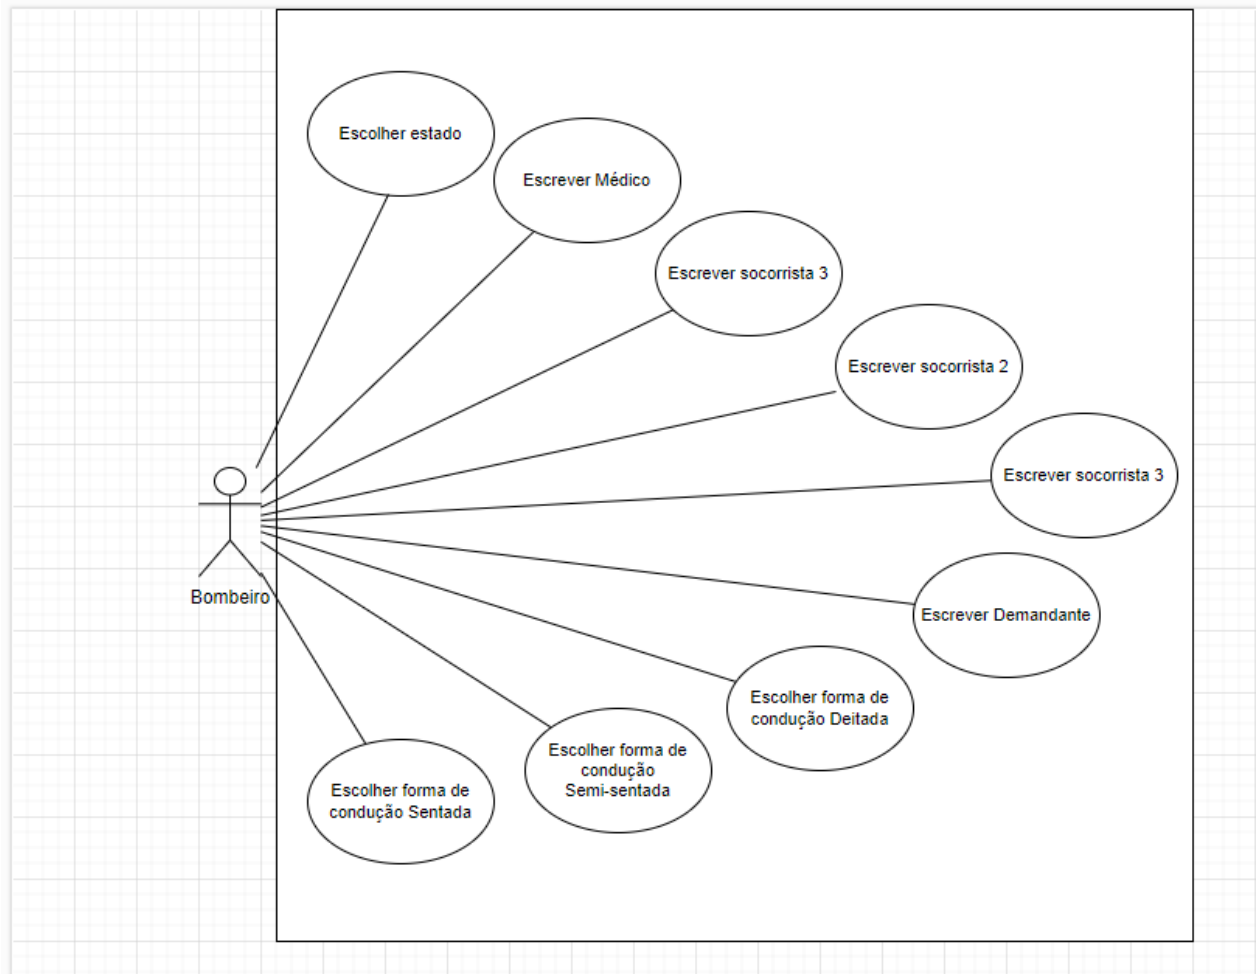 Escolher estado
Escrever Médico
Escrever socorrista 3
Escrever socorrista 2
Escrever socorrista 3
Bombeiro
Escrever Demandante
Escolher forma de
condução Deitada
Escolher forma de
condução
Semi-sentada
Escolher forma de
condução Sentada